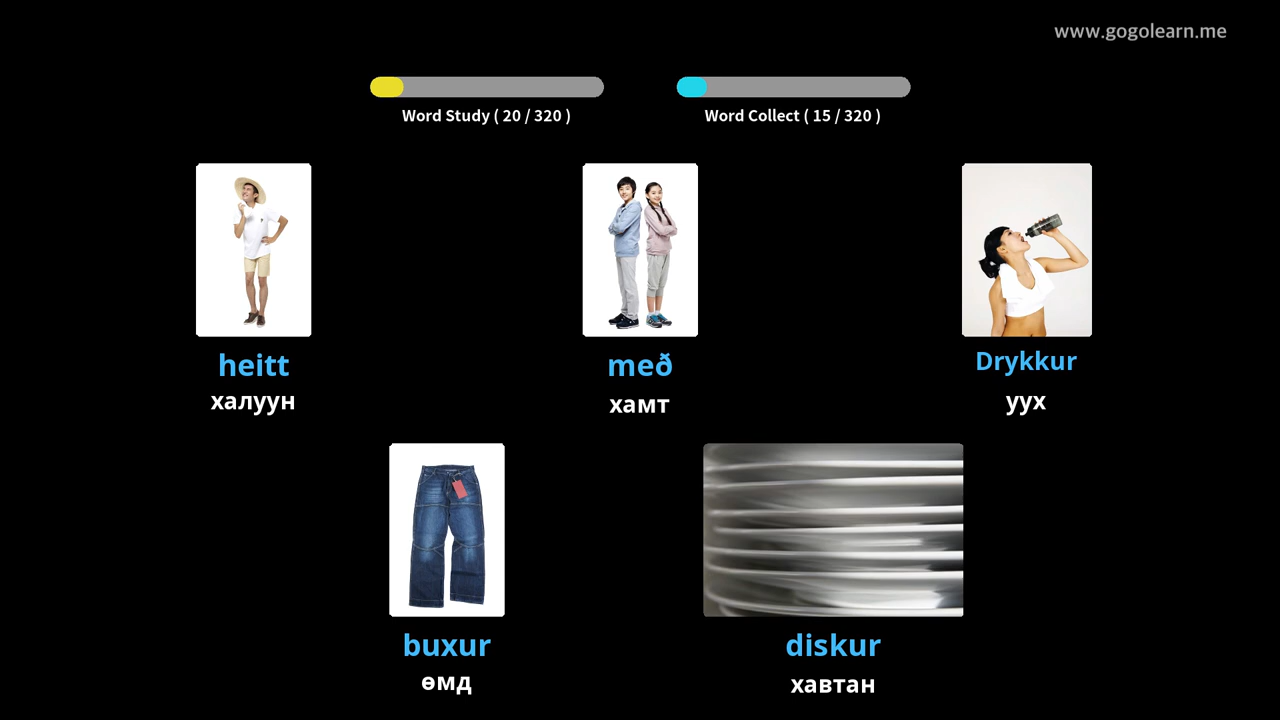 www.gogolearn.me
Word Study ( 20 / 320 )
Word Collect ( 15 / 320 )
heitt
халуун
með
хамт
Drykkur
уух
buxur
өмд
diskur
хавтан